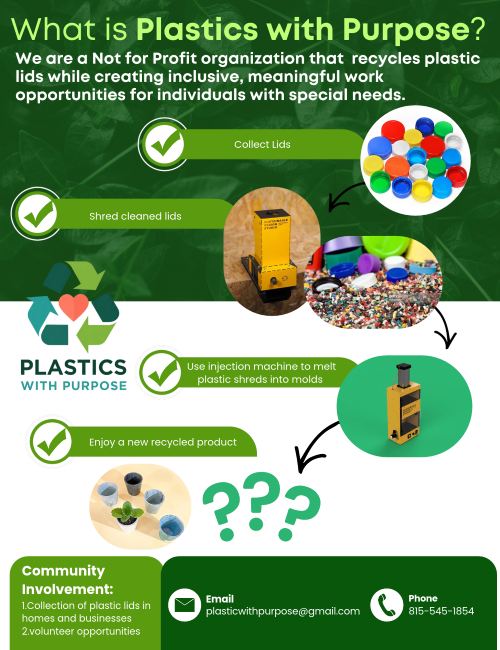 What is Plastics with Purpose?
We are a Not for Profit organization that recycles plastic
lids while creating inclusive, meaningful work
opportunities for individuals with special needs.
Collect Lids
Shred cleaned lids
PLASTICS
WITH PURPOSE
Use injection machine to melt
plastic shreds into molds
Enjoy a new recycled product
???
Community
Involvement:
1.Collection of plastic lids in
homes and businesses
2.volunteer opportunities
Email
plasticwithpurpose@gmail.com
Phone
815-545-1854